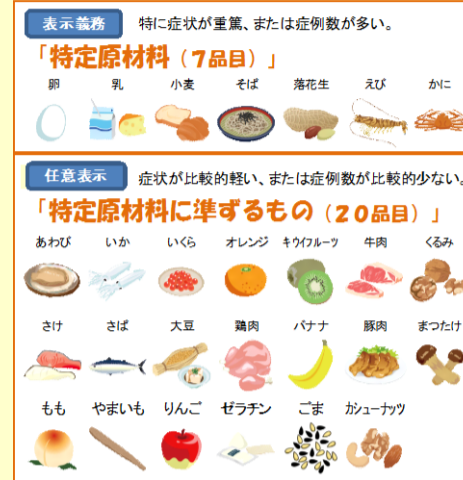 表示義務 特に症状が重篤、または症例数が多い。
「特定原材料（7品目）」
卵 乳 小麦 そば 落花生 えび かに
任意表示 症状が比較的軽い、または症例数が比較的少ない。
「特定原材料に準ずるもの（20品目）」
あわび いか いくら オレンジ キウイフルーツ 牛肉 くるみ
さけ さば 大豆 鶏肉 バナナ 豚肉 まつたけ
もも やまいも りんご ゼラチン ごま カシューナッツ